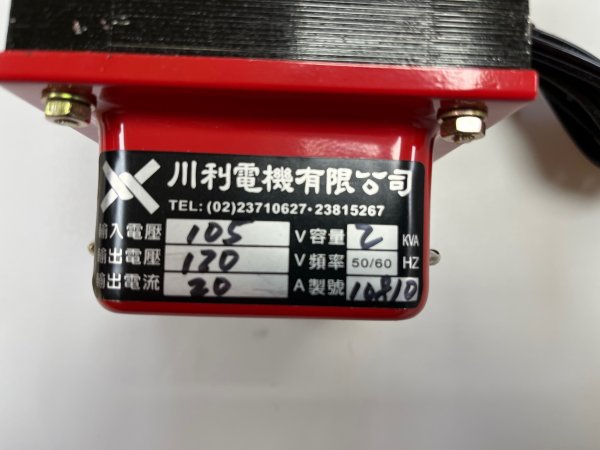 川利電機有限公司
TEL:(02)23710627·23815267
輸入電壓 105 V 容量 2 KVA
輸出電壓 120 V 頻率 50/60 HZ
輸出電流 20 A 製號 10810